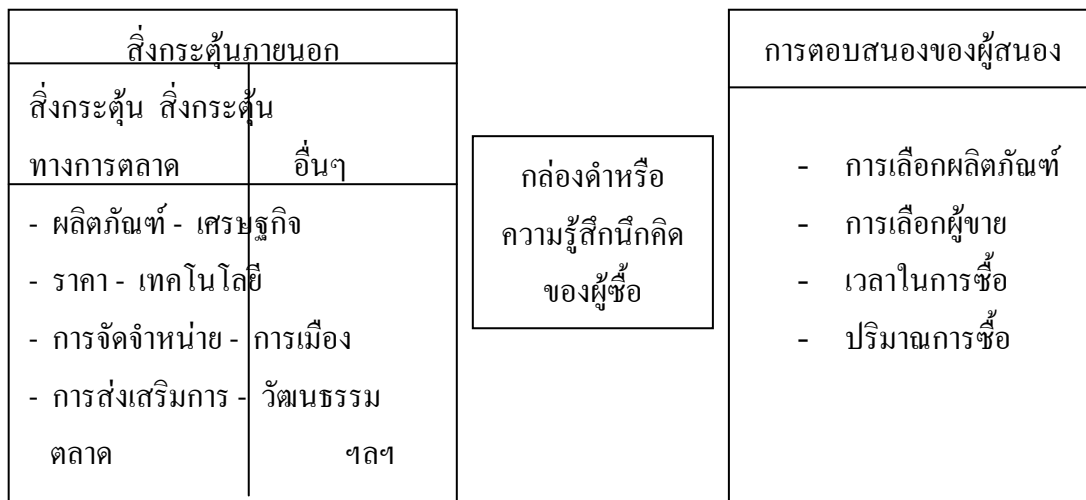 สิ่งกระตุ้นภายนอก
สิ่งกระตุ้น สิ่งกระตุ้น
ทางการตลาด อื่นๆ
- ผลิตภัณฑ์ - เศรษฐกิจ
- ราคา - เทคโนโลยี
- การจัดจำหน่าย - การเมือง
- การส่งเสริมการ - วัฒนธรรม
ตลาด ฯลฯ
กล่องดำหรือ
ความรู้สึกนึกคิด
ของผู้ซื้อ
การตอบสนองของผู้สนอง
- การเลือกผลิตภัณฑ์
- การเลือกผู้ขาย
- เวลาในการซื้อ
- ปริมาณการซื้อ